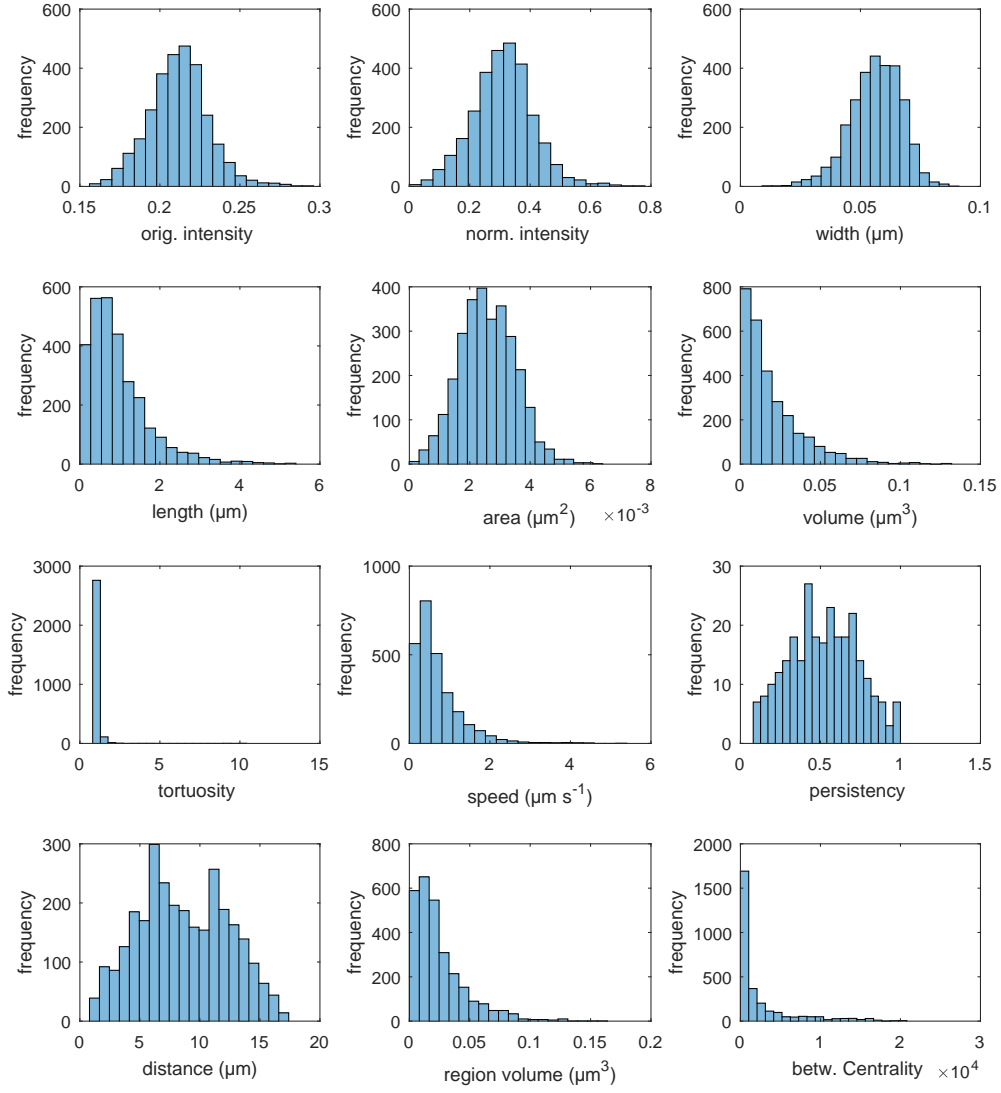 600
400
200
0
frequency
0.15 0.2 0.25 0.3
orig. intensity
600
400
200
0
frequency
0 0.2 0.4 0.6 0.8
norm. intensity
600
400
200
0
frequency
0 0.05 0.1
width (µm)
600
400
200
0
frequency
0 2 4 6
length (µm)
400
300
200
100
0
frequency
0 2 4 6 8
area (µm²) ×10⁻³
800
600
400
200
0
frequency
0 0.05 0.1 0.15
volume (µm³)
3000
2000
1000
0
frequency
0 5 10 15
tortuosity
1000
500
0
frequency
0 2 4 6
speed (µm s⁻¹)
30
20
10
0
frequency
0 0.5 1 1.5
persistency
300
200
100
0
frequency
0 5 10 15 20
distance (µm)
800
600
400
200
0
frequency
0 0.05 0.1 0.15 0.2
region volume (µm³)
2000
1500
1000
500
0
frequency
0 1 2 3
betw. Centrality ×10⁴